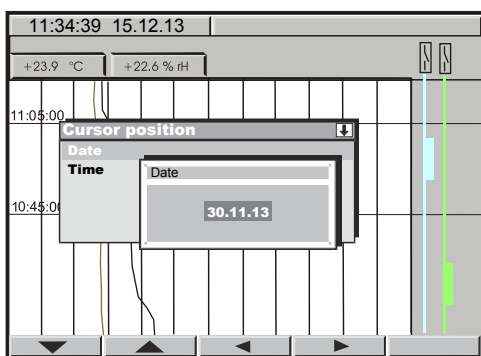 11:34:39 15.12.13
+23.9 °C +22.6 % rH
11:05:00
Cursor position
Date
Time
Date
30.11.13
10:45:0